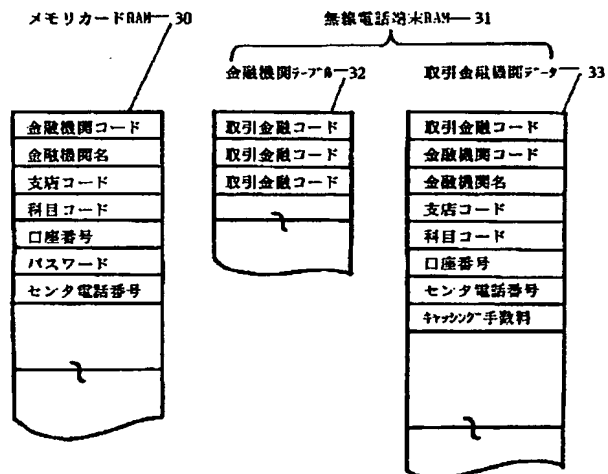 メモリカードRAM 30
無線電話端末RAM 31
金融機関テーブル 32
取引金融機関データ 33
金融機関コード
金融機関名
支店コード
科目コード
口座番号
パスワード
センタ電話番号
取引金融コード
取引金融コード
取引金融コード
取引金融コード
金融機関コード
金融機関名
支店コード
科目コード
口座番号
センタ電話番号
キャッシング手数料